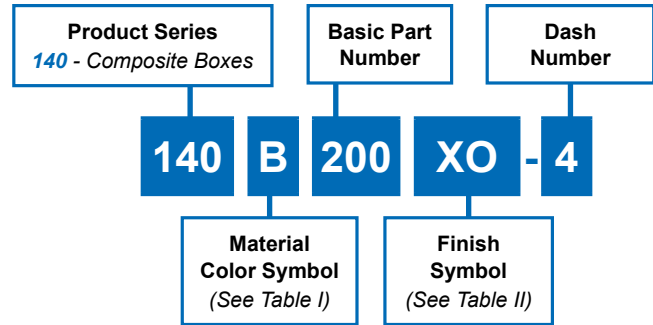 Product Series
140 - Composite Boxes
Basic Part
Number
Dash
Number
140 B 200 XO - 4
Material
Color Symbol
(See Table I)
Finish
Symbol
(See Table II)